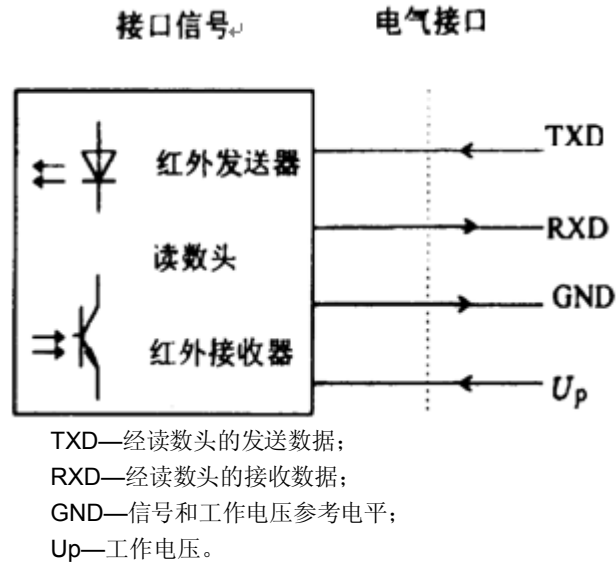 接口信号 电气接口
红外发送器
TXD
读数头
RXD
GND
红外接收器
Up
TXD—经读数头的发送数据；
RXD—经读数头的接收数据；
GND—信号和工作电压参考电平；
Up—工作电压。